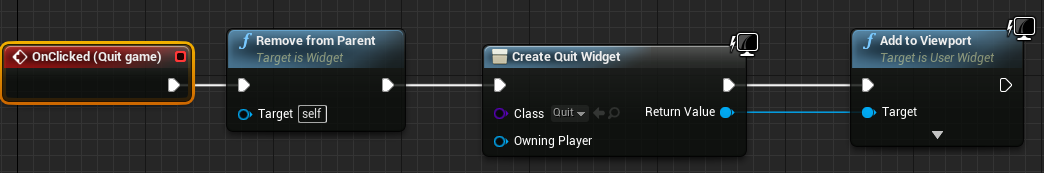 OnClicked (Quit game)
f Remove from Parent
Target is Widget
Target self
Create Quit Widget
Class Quit Return Value
Owning Player
f Add to Viewport
Target is User Widget
Target